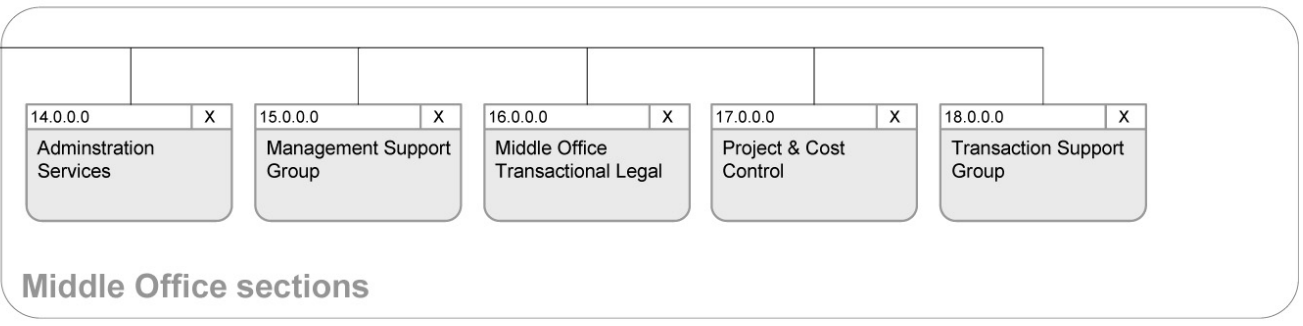 14.0.0.0 X 15.0.0.0 X 16.0.0.0 X 17.0.0.0 X 18.0.0.0 X
Adminstration
Services
Management Support
Group
Middle Office
Transactional Legal
Project & Cost
Control
Transaction Support
Group
Middle Office sections